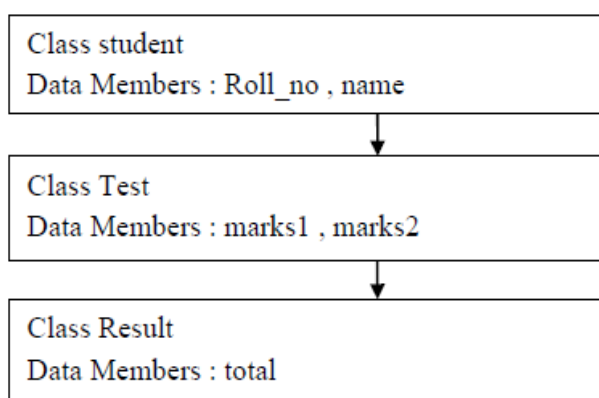 Class student
Data Members : Roll_no , name
Class Test
Data Members : marks1 , marks2
Class Result
Data Members : total